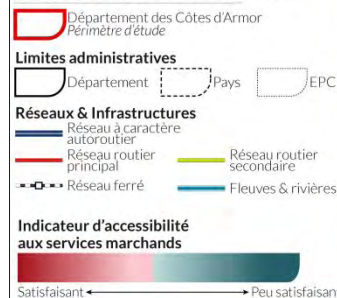 Département des Côtes d'Armor
Périmètre d'étude
Limites administratives
Département
Pays
EPC
Réseaux & Infrastructures
Réseau à caractère
autoroutier
Réseau routier
principal
Réseau routier
secondaire
Réseau ferré
Fleuves & rivières
Indicateur d'accessibilité
aux services marchands
Satisfaisant
Peu satisfaisant